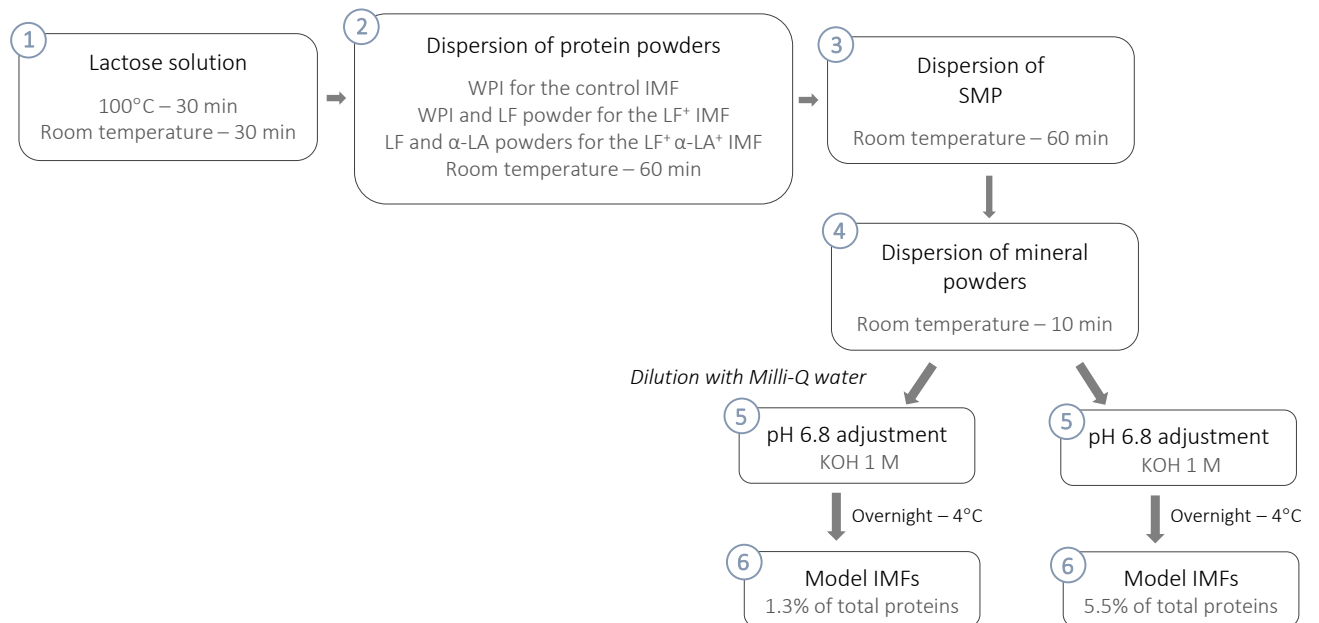 1
Lactose solution
100°C – 30 min
Room temperature – 30 min
2
Dispersion of protein powders
WPI for the control IMF
WPI and LF powder for the LF⁺ IMF
LF and α-LA powders for the LF⁺ α-LA⁺ IMF
Room temperature – 60 min
3
Dispersion of
SMP
Room temperature – 60 min
4
Dispersion of mineral
powders
Room temperature – 10 min
Dilution with Milli-Q water
5
pH 6.8 adjustment
KOH 1 M
Overnight – 4°C
6
Model IMFs
1.3% of total proteins
5
pH 6.8 adjustment
KOH 1 M
Overnight – 4°C
6
Model IMFs
5.5% of total proteins